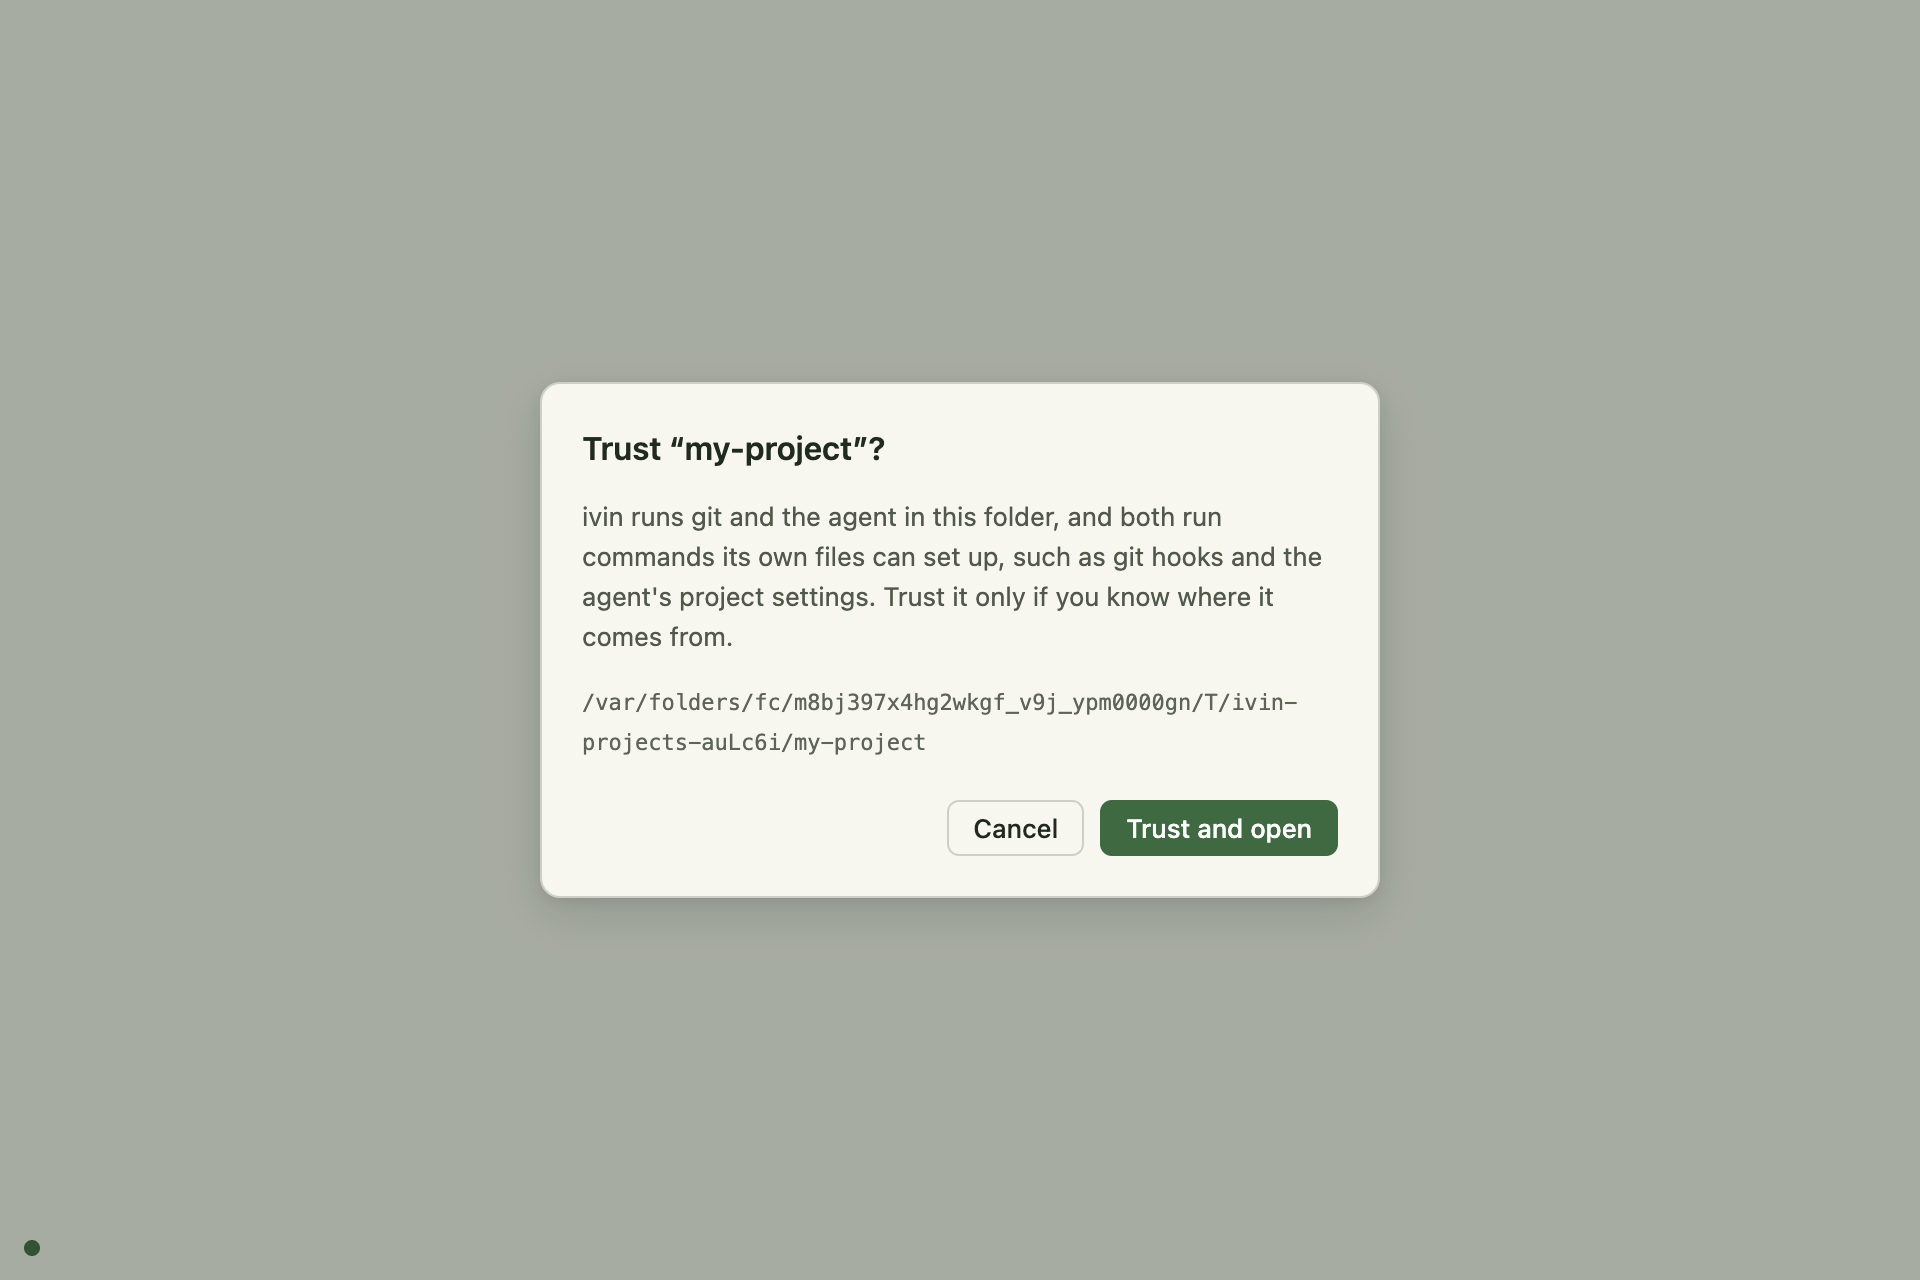 Trust “my-project”?
ivin runs git and the agent in this folder, and both run
commands its own files can set up, such as git hooks and the
agent's project settings. Trust it only if you know where it
comes from.
/var/folders/fc/m8bj397x4hg2wkgf_v9j_ypm0000gn/T/ivin-
projects-auLc6i/my-project
Cancel
Trust and open